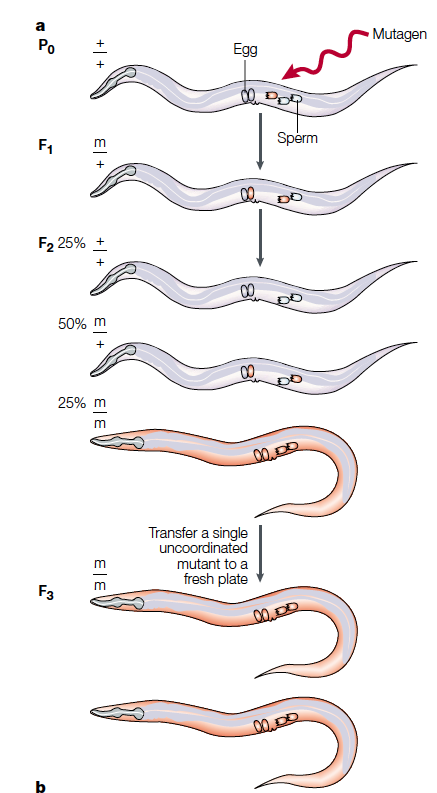 a
P0 +
+
Egg
Mutagen
Sperm
F1 m
+
F2 25% +
+
50% m
+
25% m
m
Transfer a single
uncoordinated
mutant to a
fresh plate
m
m
F3
b